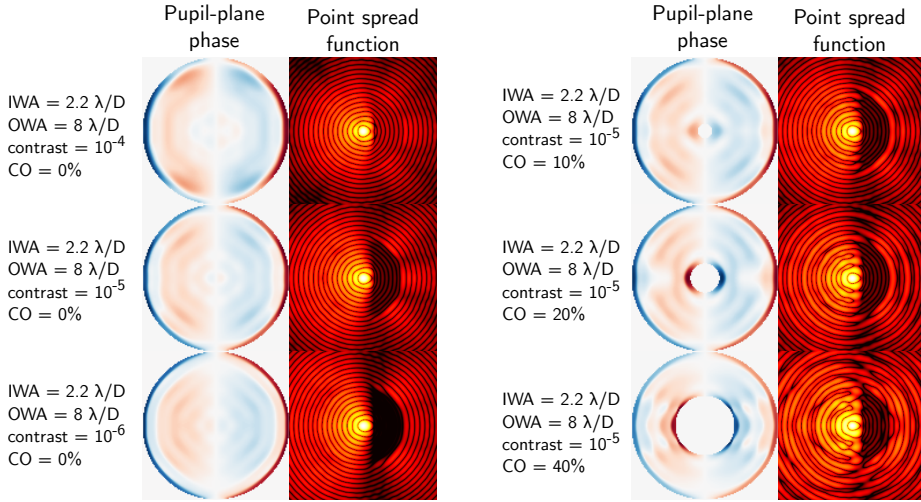 Pupil-plane
phase
Point spread
function
IWA = 2.2 λ/D
OWA = 8 λ/D
contrast = 10⁻⁴
CO = 0%
IWA = 2.2 λ/D
OWA = 8 λ/D
contrast = 10⁻⁵
CO = 0%
IWA = 2.2 λ/D
OWA = 8 λ/D
contrast = 10⁻⁶
CO = 0%
Pupil-plane
phase
Point spread
function
IWA = 2.2 λ/D
OWA = 8 λ/D
contrast = 10⁻⁵
CO = 10%
IWA = 2.2 λ/D
OWA = 8 λ/D
contrast = 10⁻⁵
CO = 20%
IWA = 2.2 λ/D
OWA = 8 λ/D
contrast = 10⁻⁵
CO = 40%